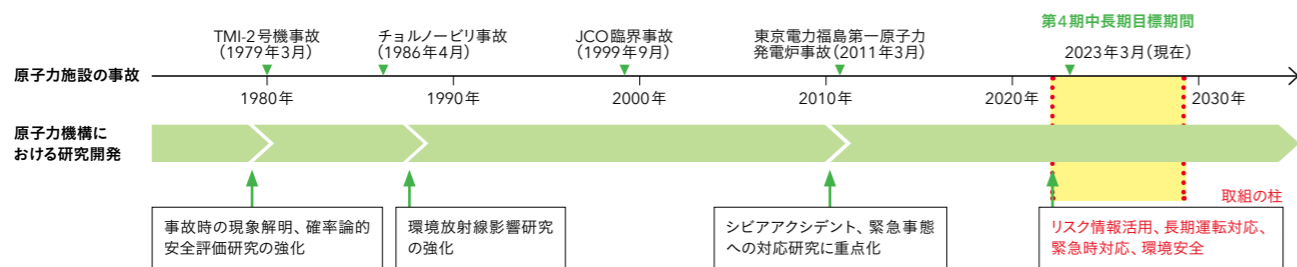 第4期中長期目標期間
TMI-2号機事故
(1979年3月)
チョルノービリ事故
(1986年4月)
JCO臨界事故
(1999年9月)
東京電力福島第一原子力
発電炉事故(2011年3月)
2023年3月(現在)
原子力施設の事故
1980年
1990年
2000年
2010年
2020年
2030年
原子力機構に
おける研究開発
取組の柱
事故時の現象解明、確率論的
安全評価研究の強化
環境放射線影響研究
の強化
シビアアクシデント、緊急事態
への対応研究に重点化
リスク情報活用、長期運転対応、
緊急時対応、環境安全